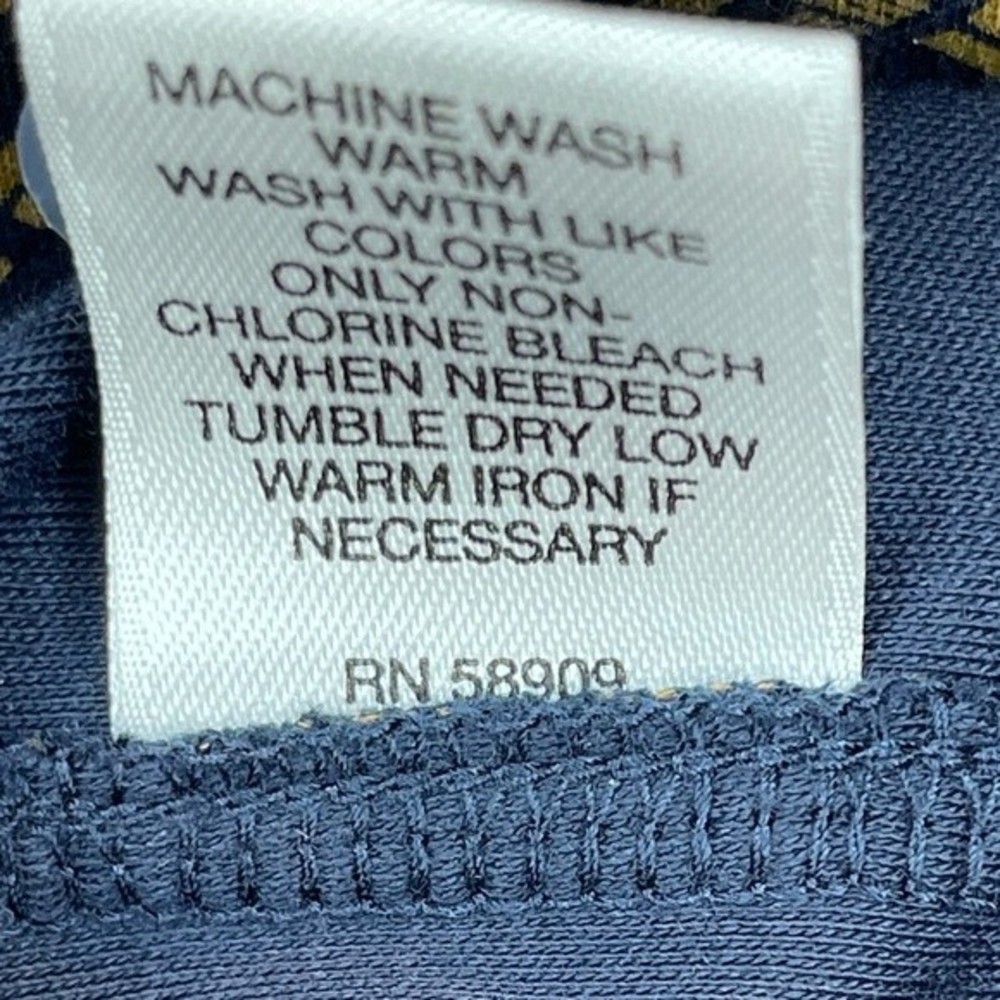 MACHINE WASH
WARM
WASH WITH LIKE
COLORS
ONLY NON-
CHLORINE BLEACH
WHEN NEEDED
TUMBLE DRY LOW
WARM IRON IF
NECESSARY
RN 58909